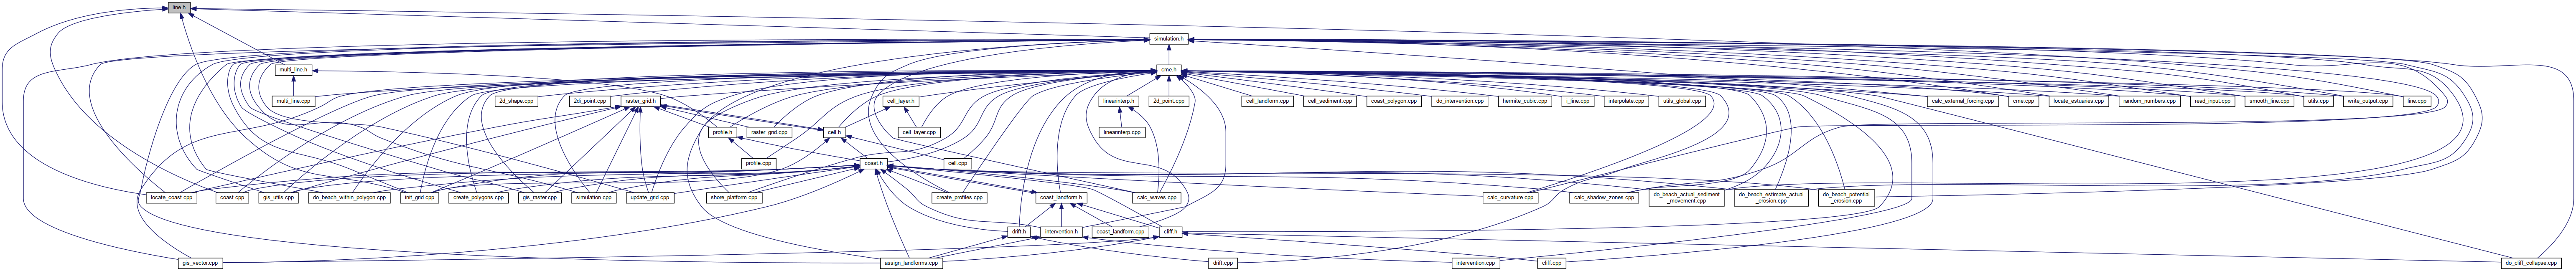 line.h
simulation.h
multi_line.h
cme.h
multi_line.cpp
2d_shape.cpp
2di_point.cpp
raster_grid.h
cell_layer.h
linearinterp.h
2d_point.cpp
cell_landform.cpp
cell_sediment.cpp
coast_polygon.cpp
do_intervention.cpp
hermite_cubic.cpp
i_line.cpp
interpolate.cpp
utils_global.cpp
calc_external_forcing.cpp
cme.cpp
locate_estuaries.cpp
random_numbers.cpp
read_input.cpp
smooth_line.cpp
utils.cpp
write_output.cpp
line.cpp
profile.h
raster_grid.cpp
cell.h
cell_layer.cpp
linearinterp.cpp
profile.cpp
coast.h
cell.cpp
locate_coast.cpp
coast.cpp
gis_utils.cpp
do_beach_within_polygon.cpp
init_grid.cpp
create_polygons.cpp
gis_raster.cpp
simulation.cpp
update_grid.cpp
shore_platform.cpp
create_profiles.cpp
coast_landform.h
calc_waves.cpp
calc_curvature.cpp
calc_shadow_zones.cpp
do_beach_actual_sediment
_movement.cpp
do_beach_estimate_actual
_erosion.cpp
do_beach_potential
_erosion.cpp
drift.h
intervention.h
coast_landform.cpp
cliff.h
gis_vector.cpp
assign_landforms.cpp
drift.cpp
intervention.cpp
cliff.cpp
do_cliff_collapse.cpp